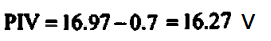 PIV = 16.97 – 0.7 = 16.27 V